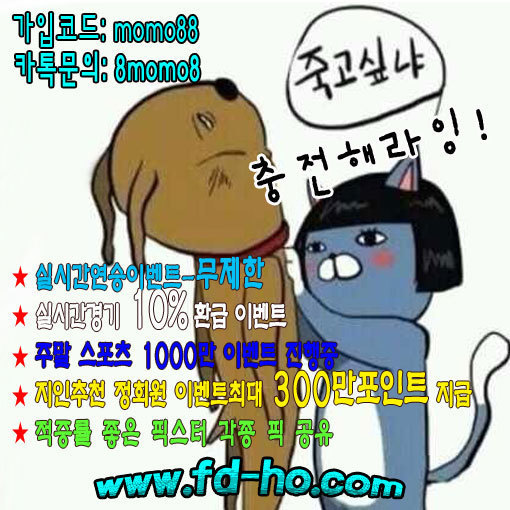 가입코드: momo88
카톡문의: 8momo8
죽고싶냐
충전해라잉!
★ 실시간연승이벤트-무제한
★ 실시간경기 10%환급 이벤트
★ 주말 스포츠 1000만 이벤트 진행중
★ 지인추천 정회원 이벤트최대 300만포인트 지급
★ 적중률 좋은 픽스터 각종 픽 공유
www.fd-ho.com